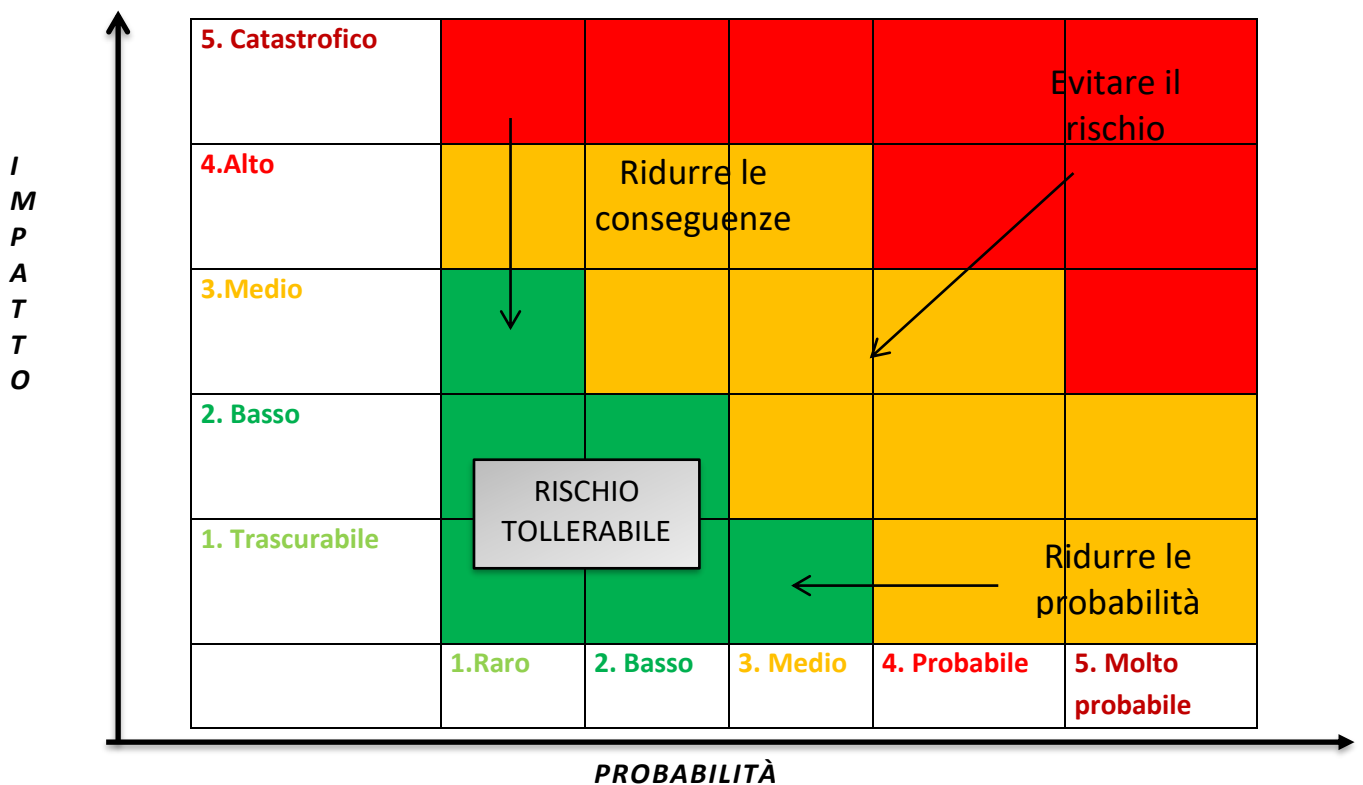 I
M
P
A
T
T
O
5. Catastrofico
Evitare il
rischio
4.Alto
Ridurre le
conseguenze
3.Medio
2. Basso
RISCHIO
TOLLERABILE
1. Trascurabile
Ridurre le
probabilità
1.Raro
2. Basso
3. Medio
4. Probabile
5. Molto
probabile
PROBABILITÀ